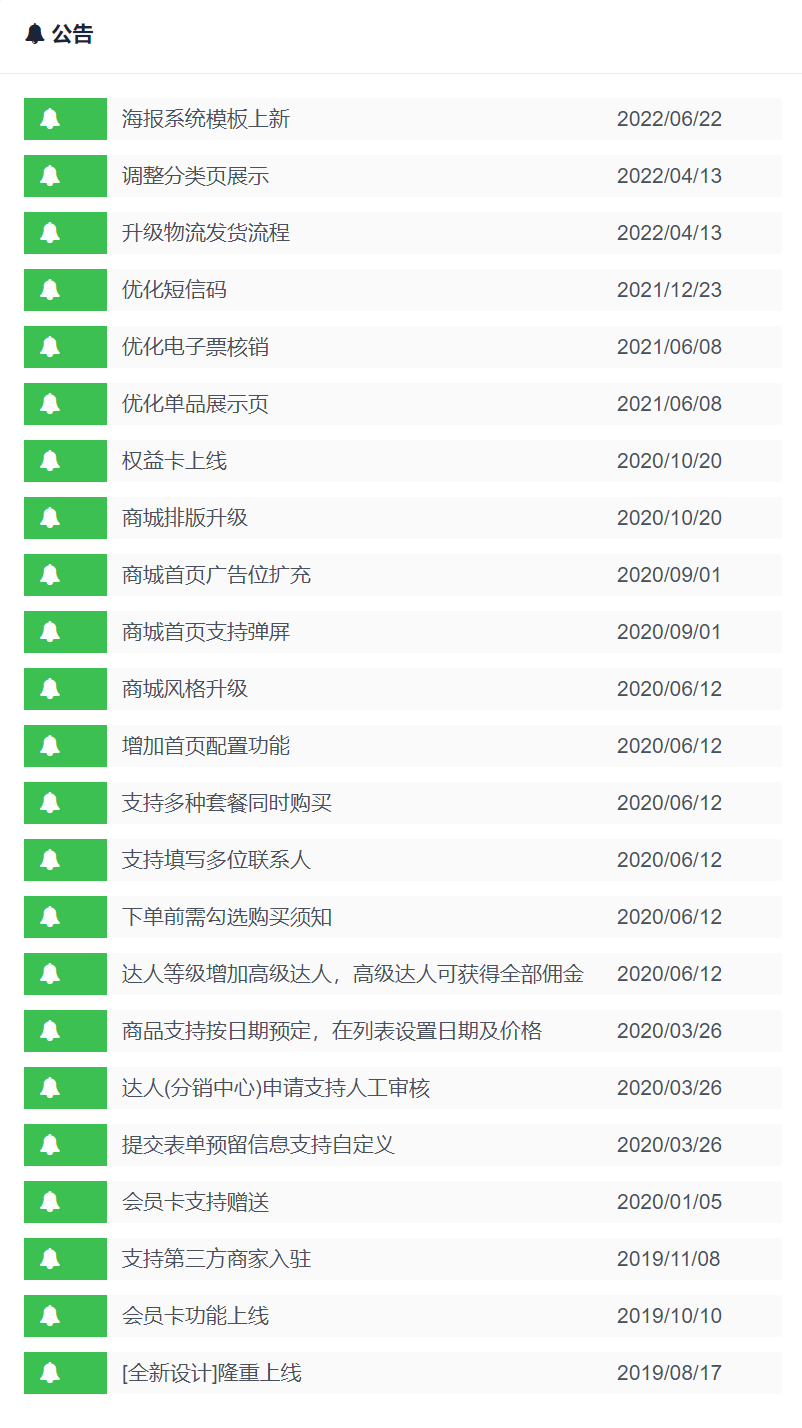 公告
海报系统模板上新 2022/06/22
调整分类页展示 2022/04/13
升级物流发货流程 2022/04/13
优化短信码 2021/12/23
优化电子票核销 2021/06/08
优化单品展示页 2021/06/08
权益卡上线 2020/10/20
商城排版升级 2020/10/20
商城首页广告位扩充 2020/09/01
商城首页支持弹屏 2020/09/01
商城风格升级 2020/06/12
增加首页配置功能 2020/06/12
支持多种套餐同时购买 2020/06/12
支持填写多位联系人 2020/06/12
下单前需勾选购买须知 2020/06/12
达人等级增加高级达人，高级达人可获得全部佣金 2020/06/12
商品支持按日期预定，在列表设置日期及价格 2020/03/26
达人(分销中心)申请支持人工审核 2020/03/26
提交表单预留信息支持自定义 2020/03/26
会员卡支持赠送 2020/01/05
支持第三方商家入驻 2019/11/08
会员卡功能上线 2019/10/10
[全新设计]隆重上线 2019/08/17